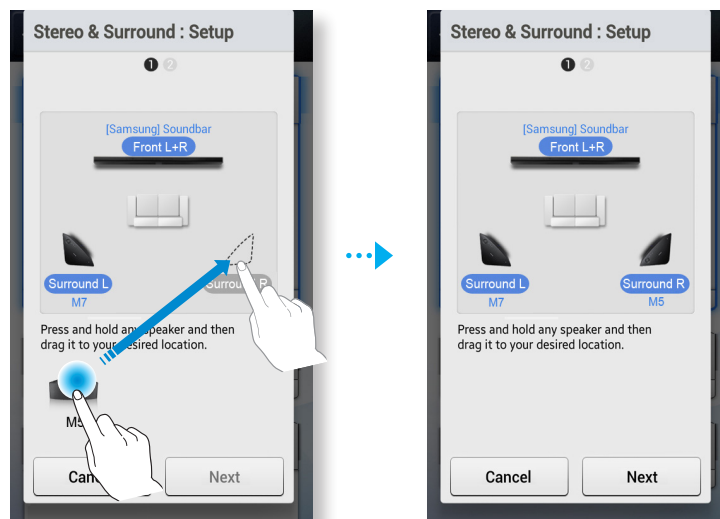 Stereo & Surround : Setup
1 2
[Samsung] Soundbar
Front L+R
Surround L
M7
Press and hold any speaker and then
drag it to your desired location.
Next
Stereo & Surround : Setup
1 2
[Samsung] Soundbar
Front L+R
Surround L
Surround R
M7
M5
Press and hold any speaker and then
drag it to your desired location.
Cancel
Next